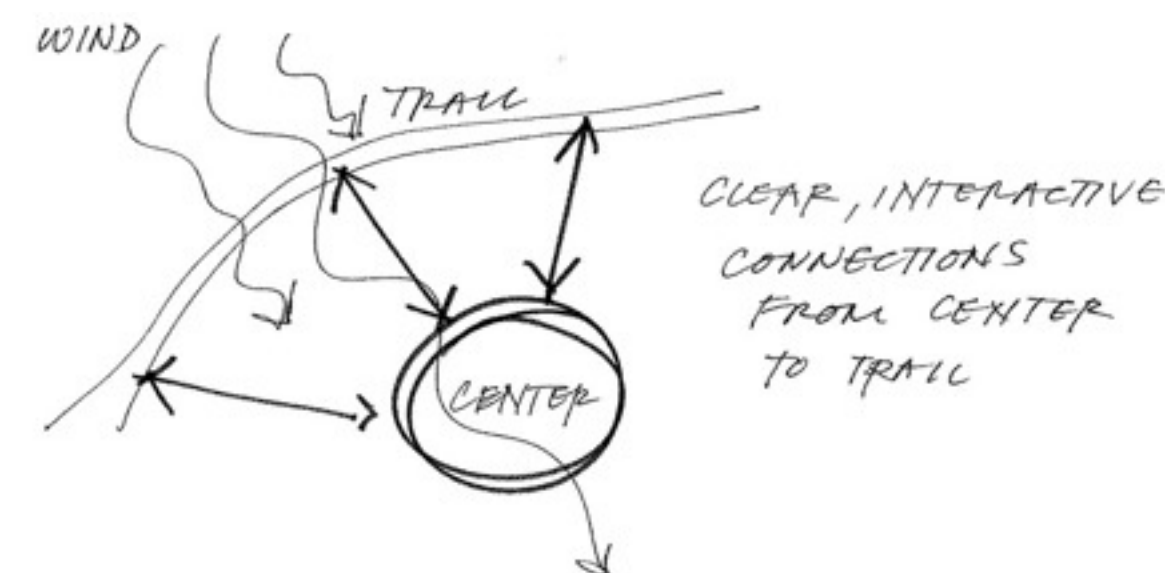 WIND
TRAIL
CLEAR, INTERACTIVE
CONNECTIONS
FROM CENTER
TO TRAIL
CENTER